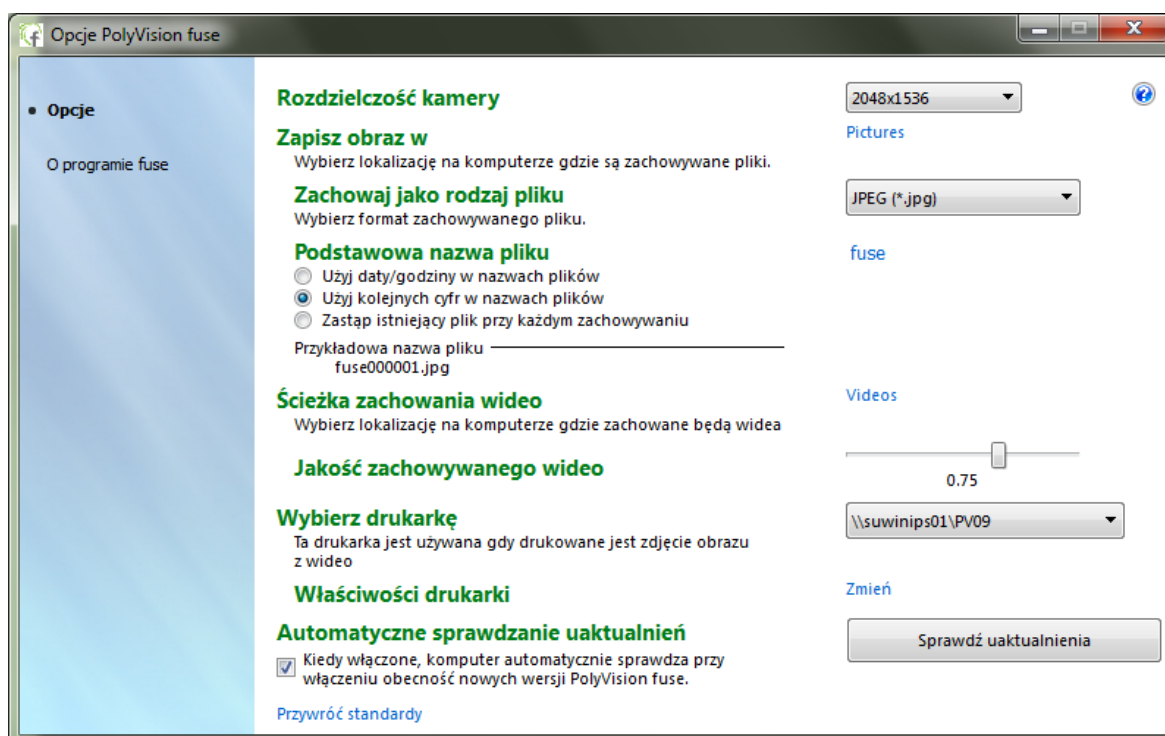 Opcje PolyVision fuse
Opcje
O programie fuse
Rozdzielczość kamery
2048x1536
Zapisz obraz w
Pictures
Wybierz lokalizację na komputerze gdzie są zachowywane pliki.
Zachowaj jako rodzaj pliku
JPEG (*.jpg)
Wybierz format zachowywanego pliku.
Podstawowa nazwa pliku
fuse
Użyj daty/godziny w nazwach plików
Użyj kolejnych cyfr w nazwach plików
Zastąp istniejący plik przy każdym zachowywaniu
Przykładowa nazwa pliku
fuse000001.jpg
Ścieżka zachowania wideo
Videos
Wybierz lokalizację na komputerze gdzie zachowane będą widea
Jakość zachowywanego wideo
0.75
Wybierz drukarkę
\\suwinips01\PV09
Ta drukarka jest używana gdy drukowane jest zdjęcie obrazu
z wideo
Właściwości drukarki
Zmień
Automatyczne sprawdzanie uaktualnień
Sprawdź uaktualnienia
Kiedy włączone, komputer automatycznie sprawdza przy
włączeniu obecność nowych wersji PolyVision fuse.
Przywróć standardy